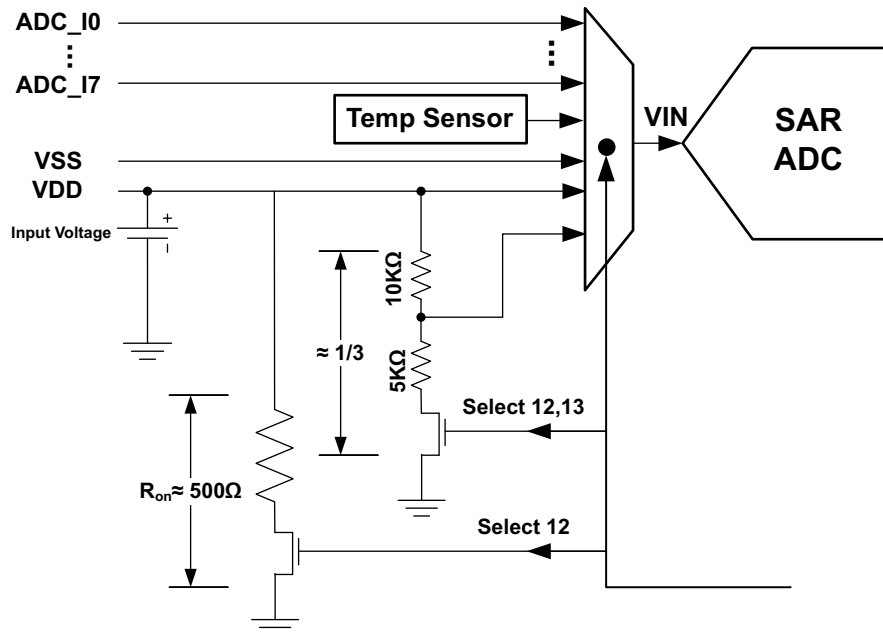 ADC_I0
ADC_I7
Temp Sensor
VIN
SAR
ADC
VSS
VDD
Input Voltage
+
−
10KΩ
≈ 1/3
5KΩ
Select 12,13
Ron≈ 500Ω
Select 12